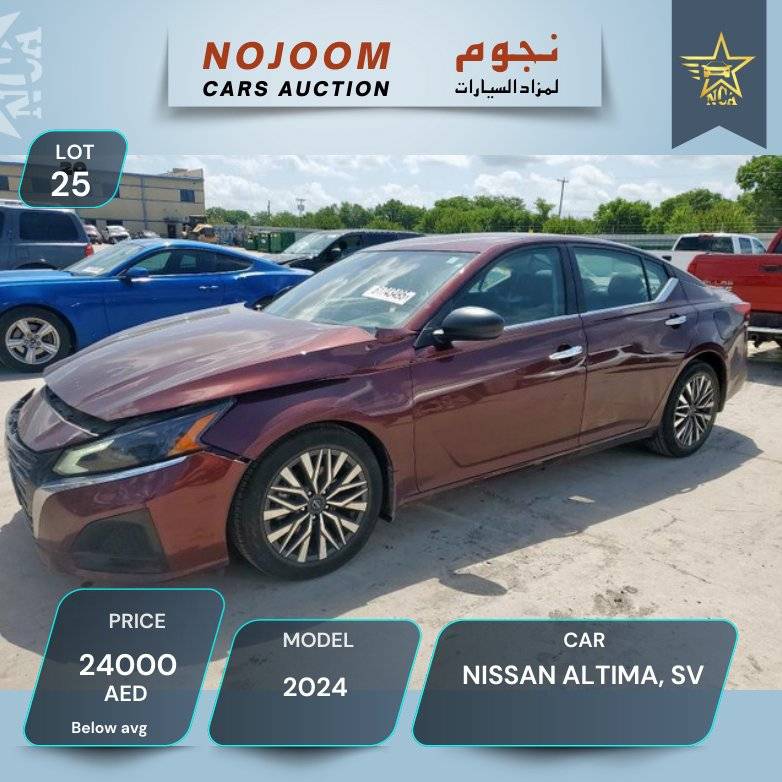 NOJOOM
CARS AUCTION
نجوم
لمزاد السيارات
NCA
NCA
LOT
25
PRICE
24000
AED
Below avg
MODEL
2024
CAR
NISSAN ALTIMA, SV